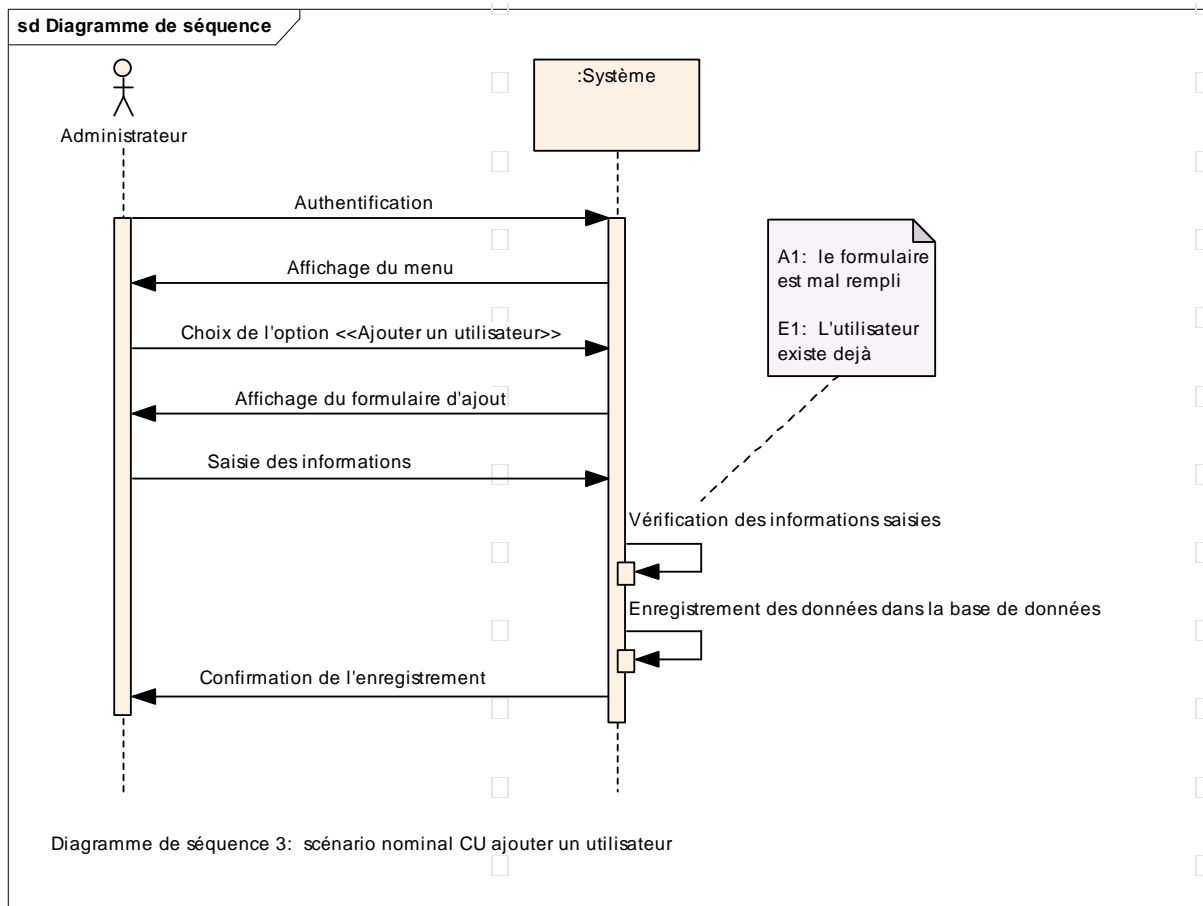 sd Diagramme de séquence
:Système
Administrateur
Authentification
Affichage du menu
Choix de l'option <<Ajouter un utilisateur>>
Affichage du formulaire d'ajout
Saisie des informations
A1: le formulaire
est mal rempli
E1: L'utilisateur
existe dejà
Vérification des informations saisies
Enregistrement des données dans la base de données
Confirmation de l'enregistrement
Diagramme de séquence 3: scénario nominal CU ajouter un utilisateur